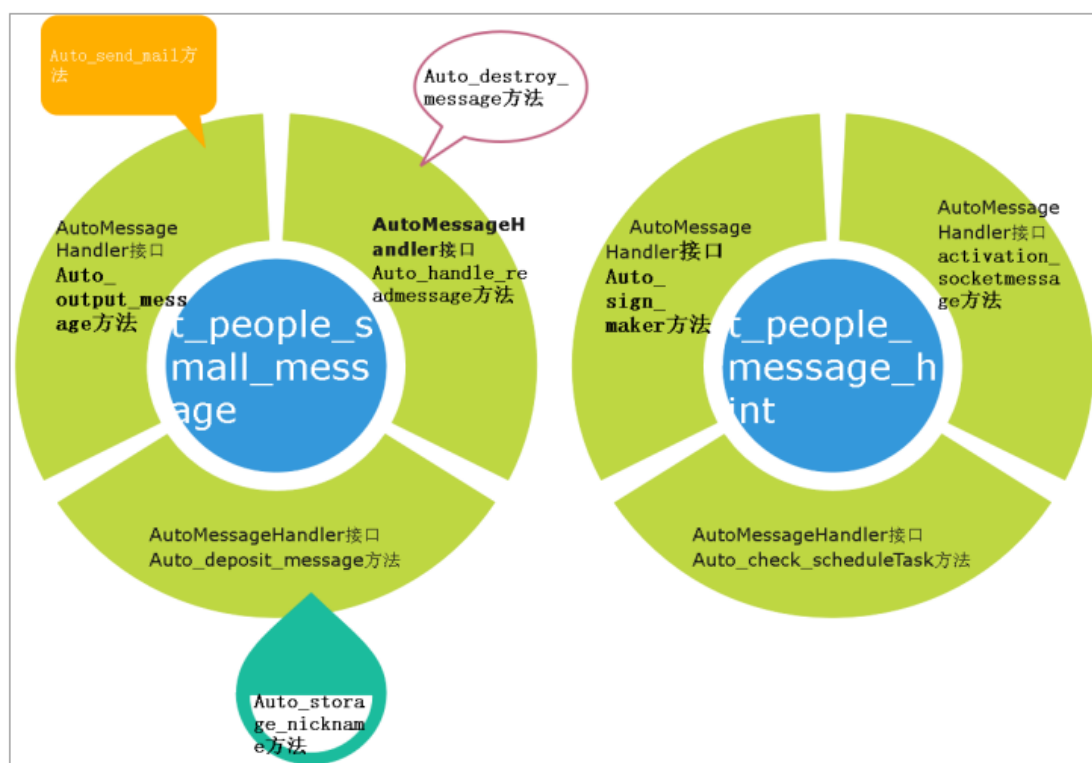 Auto_send_mail方
法
Auto_destroy_
message方法
AutoMessage
Handler接口
Auto_
output_mess
age方法
AutoMessageH
andler接口
Auto_handle_re
admessage方法
t_people_s
mall_mess
age
AutoMessageHandler接口
Auto_deposit_message方法
Auto_stora
ge_nicknam
e方法
AutoMessage
Handler接口
Auto_
sign_
maker方法
AutoMessage
Handler接口
activation_
socketmessa
ge方法
t_people_
message_h
int
AutoMessageHandler接口
Auto_check_scheduleTask方法